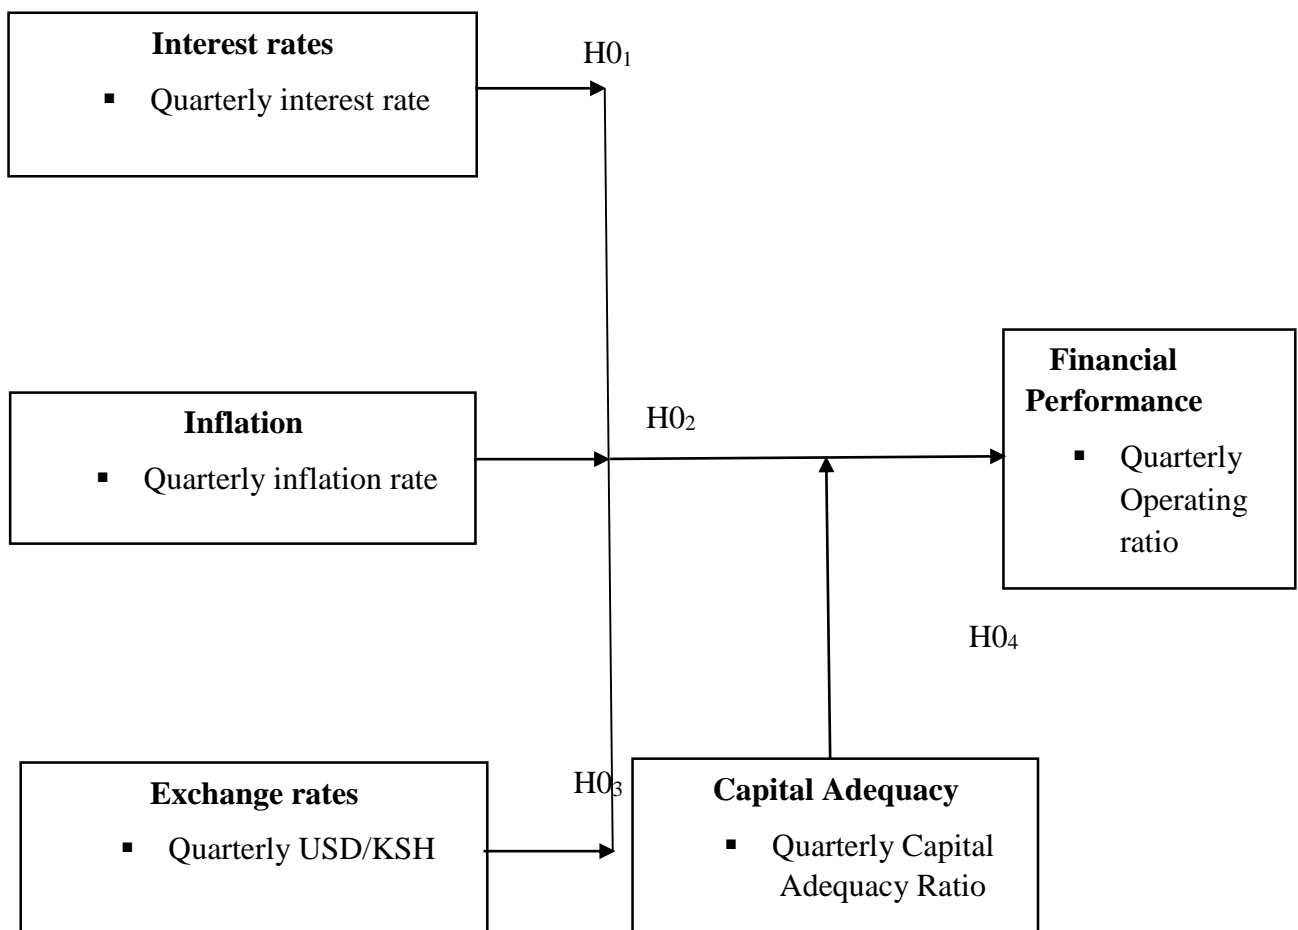 Interest rates
▪ Quarterly interest rate
H0₁
Inflation
▪ Quarterly inflation rate
H0₂
Financial
Performance
▪ Quarterly
Operating
ratio
H0₄
Exchange rates
▪ Quarterly USD/KSH
H0₃
Capital Adequacy
▪ Quarterly Capital
Adequacy Ratio